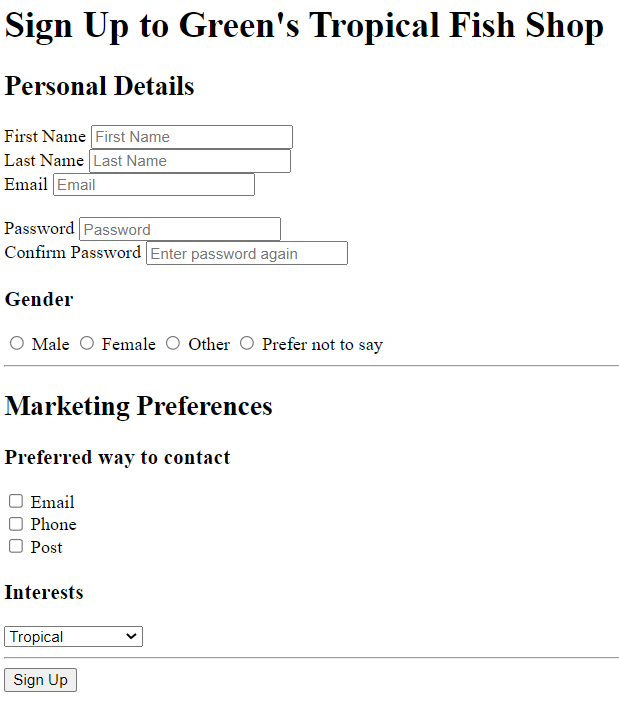 Sign Up to Green's Tropical Fish Shop
Personal Details
First Name First Name
Last Name Last Name
Email Email
Password Password
Confirm Password Enter password again
Gender
Male Female Other Prefer not to say
Marketing Preferences
Preferred way to contact
Email
Phone
Post
Interests
Tropical
Sign Up